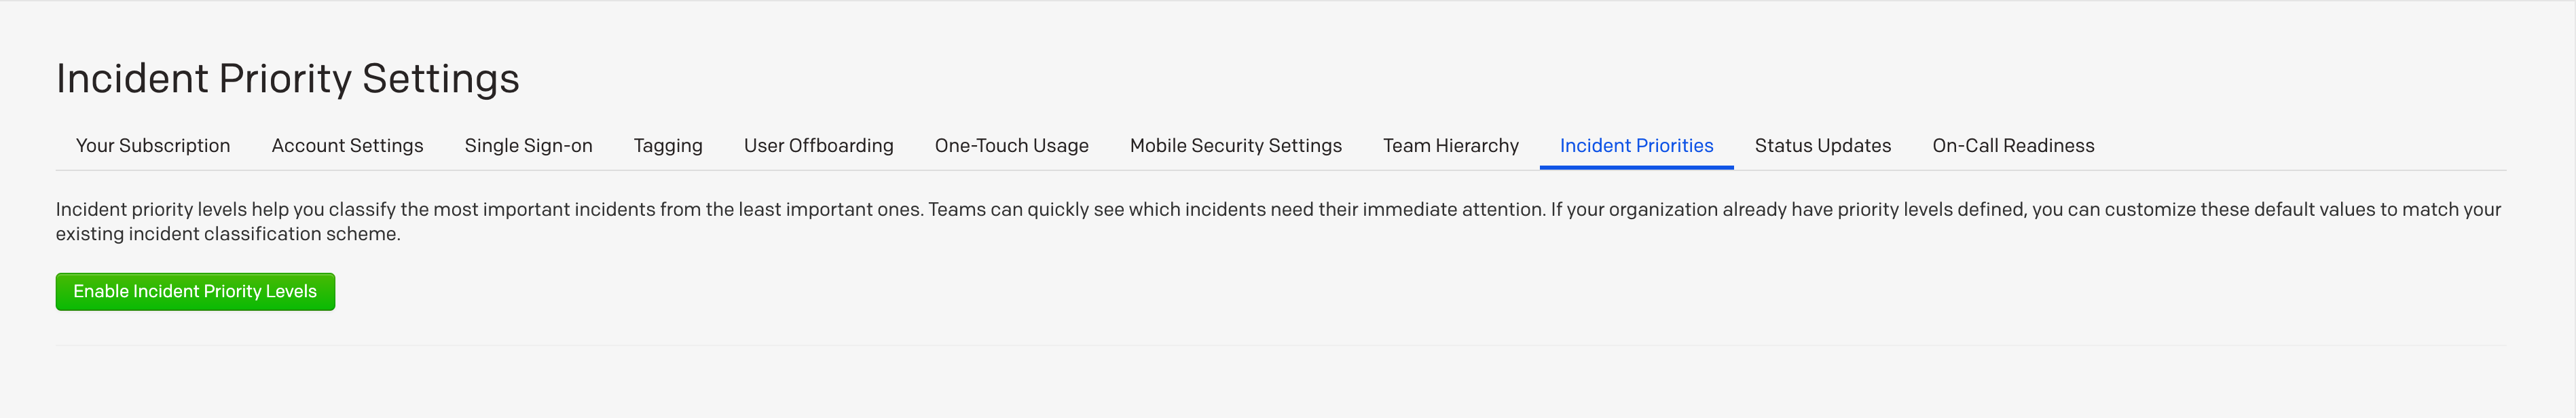 Incident Priority Settings
Your Subscription Account Settings Single Sign-on Tagging User Offboarding One-Touch Usage Mobile Security Settings Team Hierarchy Incident Priorities Status Updates On-Call Readiness
Incident priority levels help you classify the most important incidents from the least important ones. Teams can quickly see which incidents need their immediate attention. If your organization already have priority levels defined, you can customize these default values to match your
existing incident classification scheme.
Enable Incident Priority Levels